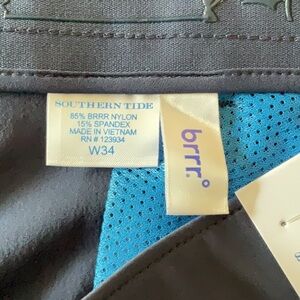 SOUTHERN TIDE
85% BRRR NYLON
15% SPANDEX
MADE IN VIETNAM
RN # 123934
W34
brrr.°